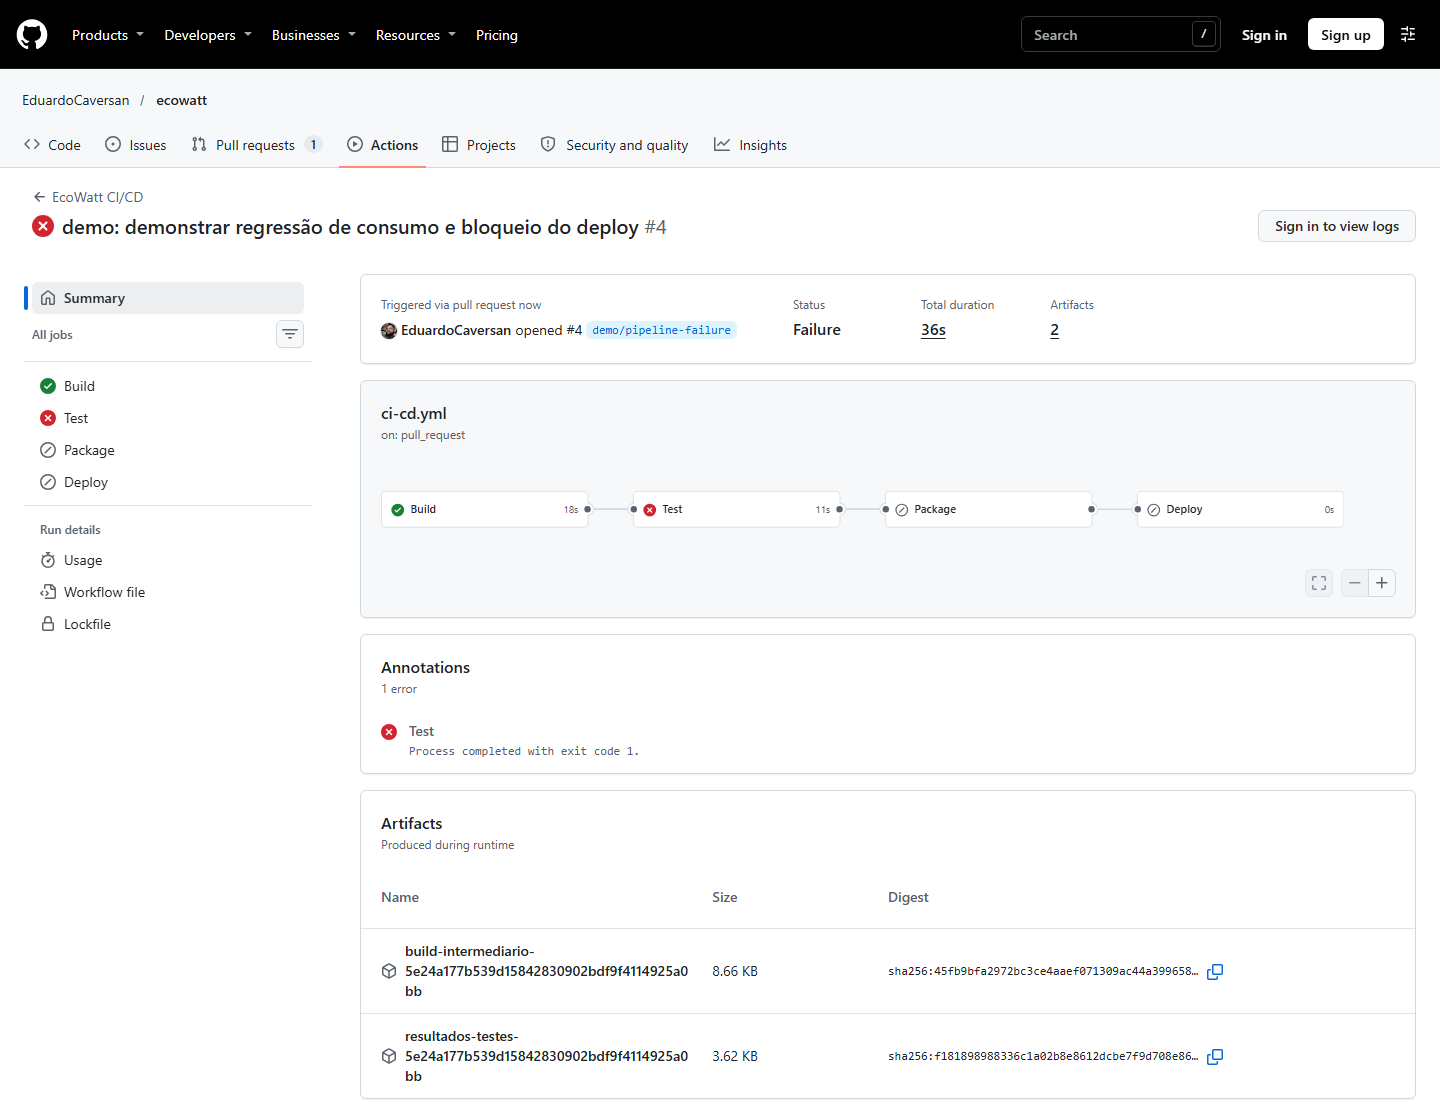 Products Developers Businesses Resources Pricing Search / Sign in Sign up
EduardoCaversan / ecowatt
Code Issues Pull requests 1 Actions Projects Security and quality Insights
EcoWatt CI/CD
demo: demonstrar regressão de consumo e bloqueio do deploy #4
Sign in to view logs
Summary
All jobs
Build
Test
Package
Deploy
Run details
Usage
Workflow file
Lockfile
Triggered via pull request now
EduardoCaversan opened #4 demo/pipeline-failure
Status
Failure
Total duration
36s
Artifacts
2
ci-cd.yml
on: pull_request
Build 18s
Test 11s
Package
Deploy 0s
Annotations
1 error
Test
Process completed with exit code 1.
Artifacts
Produced during runtime
Name Size Digest
build-intermediario-
5e24a177b539d15842830902bdf9f4114925a0 8.66 KB sha256:45fb9bfa2972bc3ce4aaef071309ac44a399658…
bb
resultados-testes-
5e24a177b539d15842830902bdf9f4114925a0 3.62 KB sha256:f181898988336c1a02b8e8612dcbe7f9d708e86…
bb